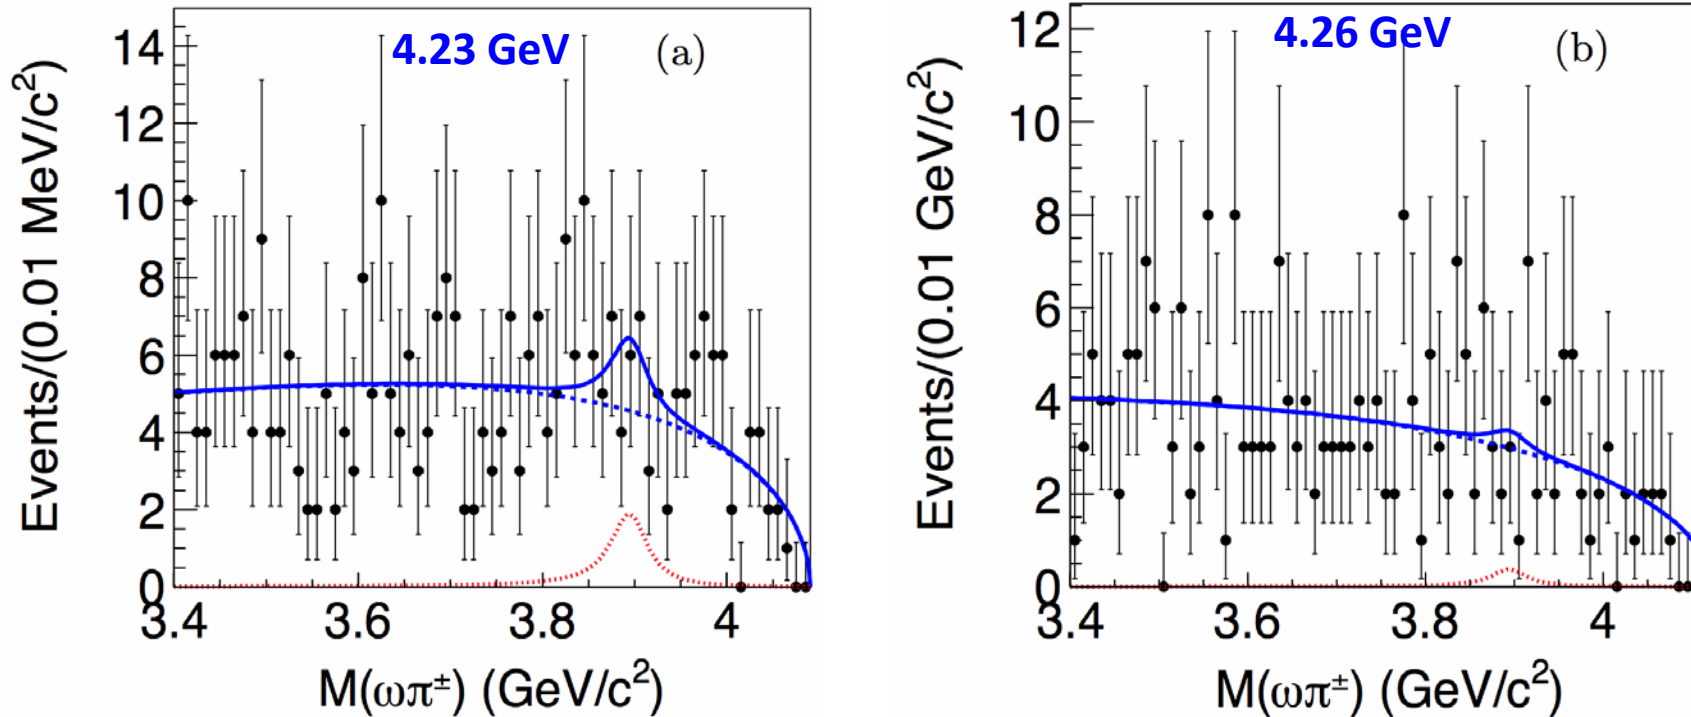 4.23 GeV
(a)
Events/(0.01 MeV/c²)
14
12
10
8
6
4
2
0
3.4 3.6 3.8 4
M(ωπ±) (GeV/c²)
4.26 GeV
(b)
Events/(0.01 GeV/c²)
12
10
8
6
4
2
0
3.4 3.6 3.8 4
M(ωπ±) (GeV/c²)